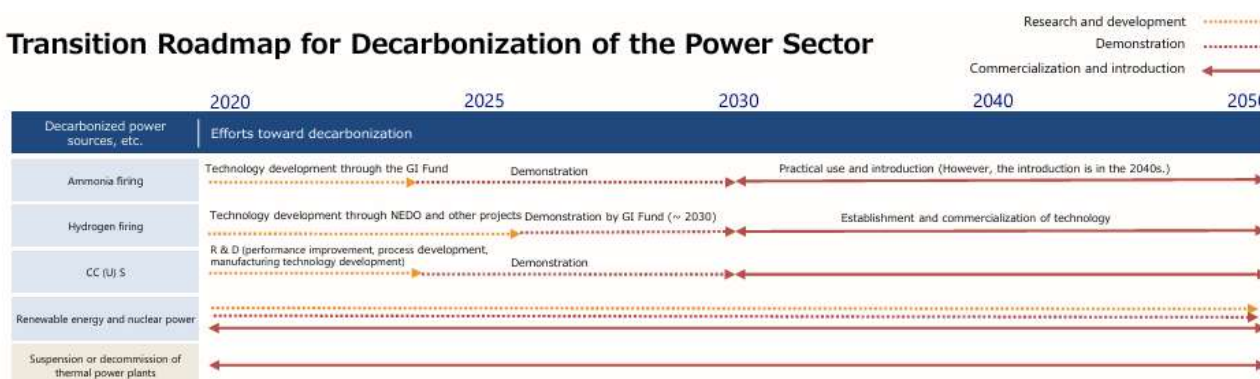 Transition Roadmap for Decarbonization of the Power Sector
Research and development
Demonstration
Commercialization and introduction
2020 2025 2030 2040 2050
Decarbonized power
sources, etc.
Efforts toward decarbonization
Ammonia firing
Technology development through the GI Fund
Demonstration
Practical use and introduction (However, the introduction is in the 2040s.)
Hydrogen firing
Technology development through NEDO and other projects
Demonstration by GI Fund (~ 2030)
Establishment and commercialization of technology
CC (U) S
R & D (performance improvement, process development,
manufacturing technology development)
Demonstration
Renewable energy and nuclear power
Suspension or decommission of
thermal power plants